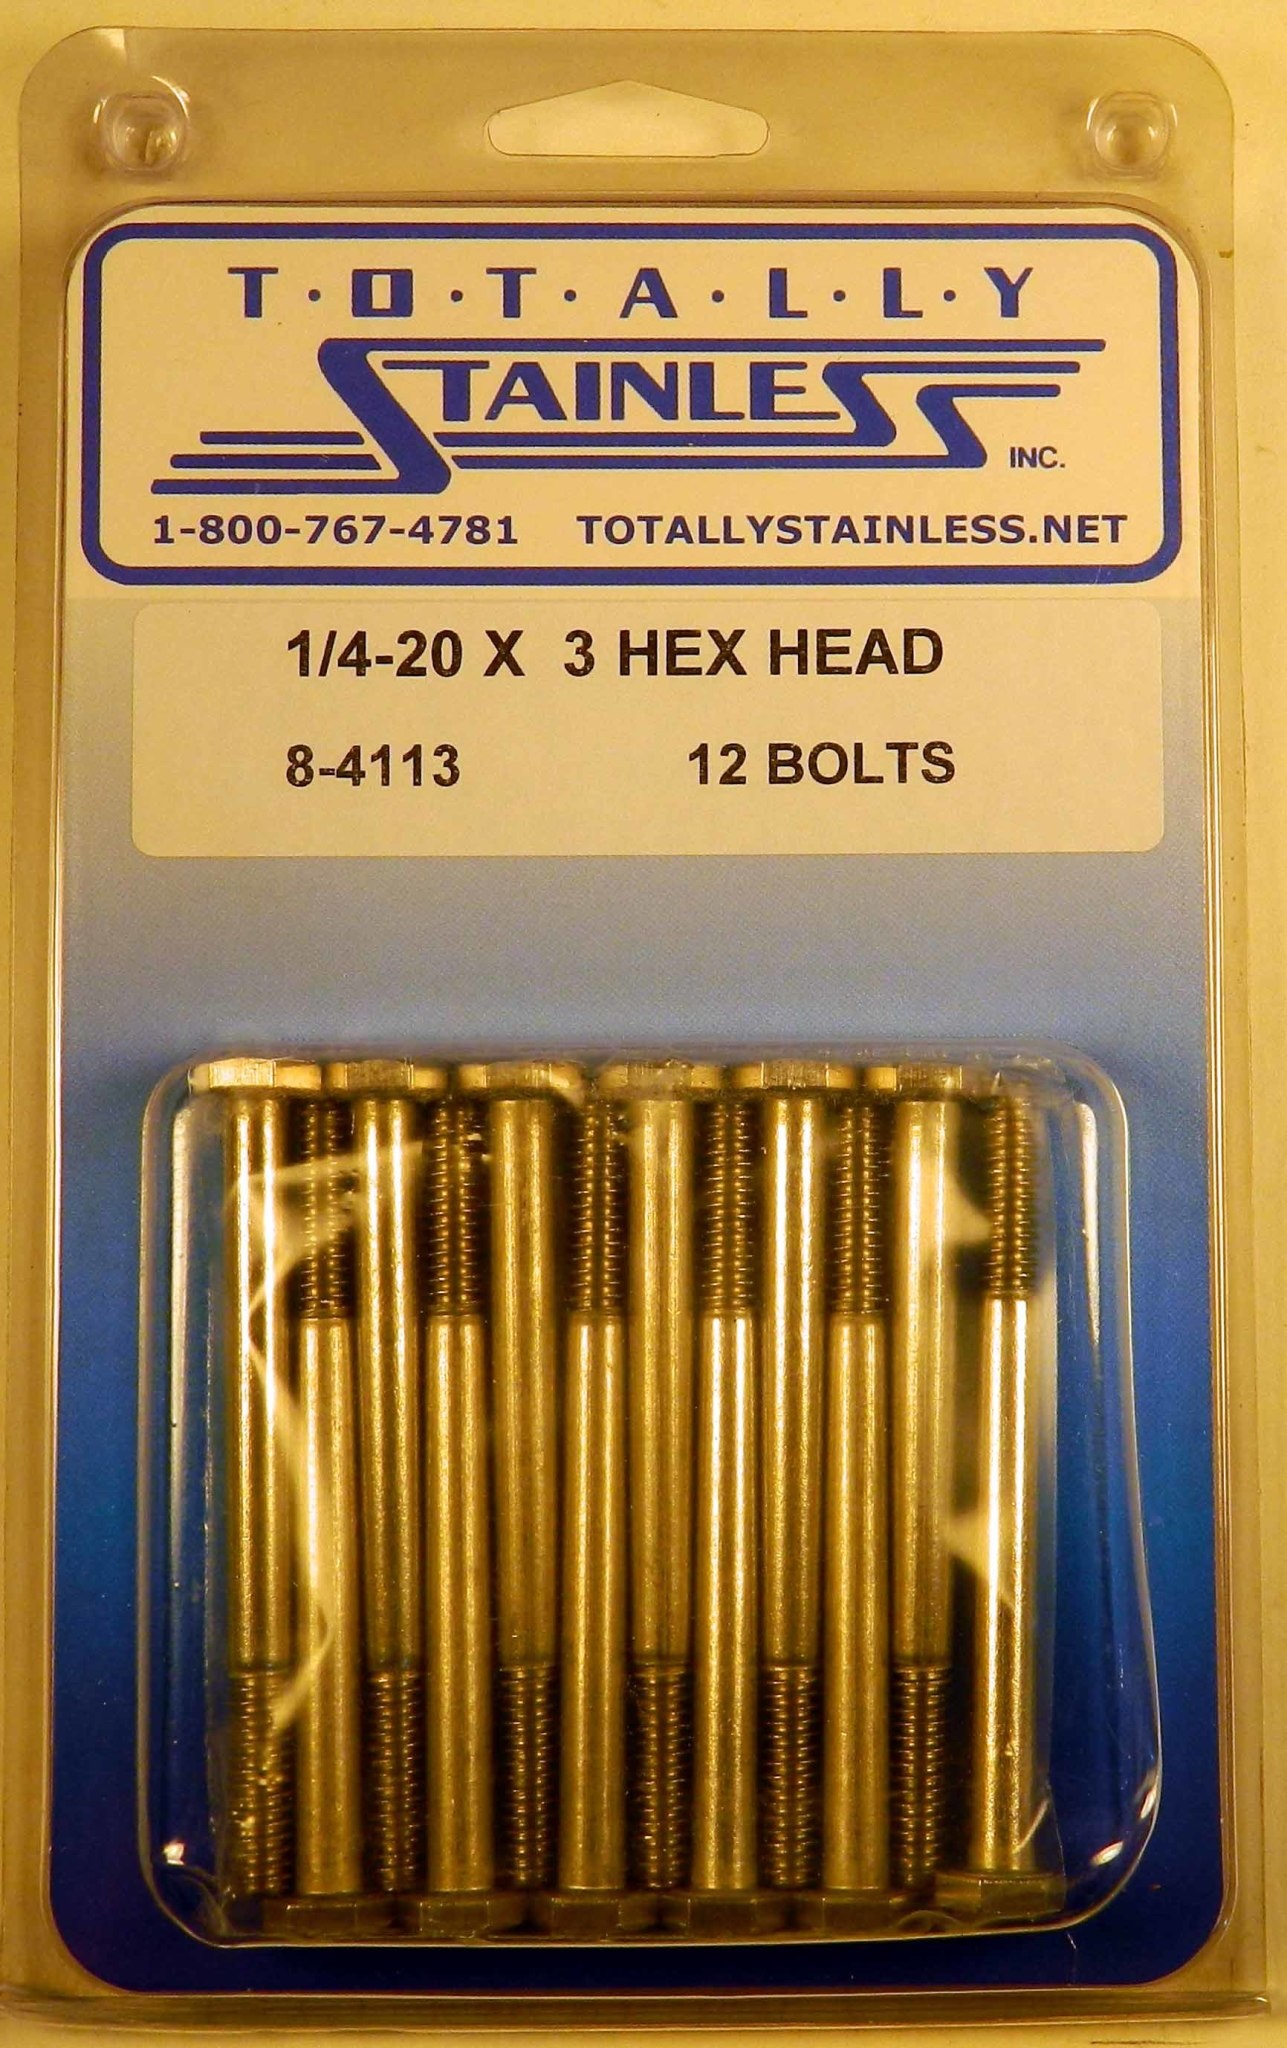 T·O·T·A·L·L·Y
STAINLESS
INC.
1-800-767-4781 TOTALLYSTAINLESS.NET
1/4-20 X 3 HEX HEAD
8-4113 12 BOLTS